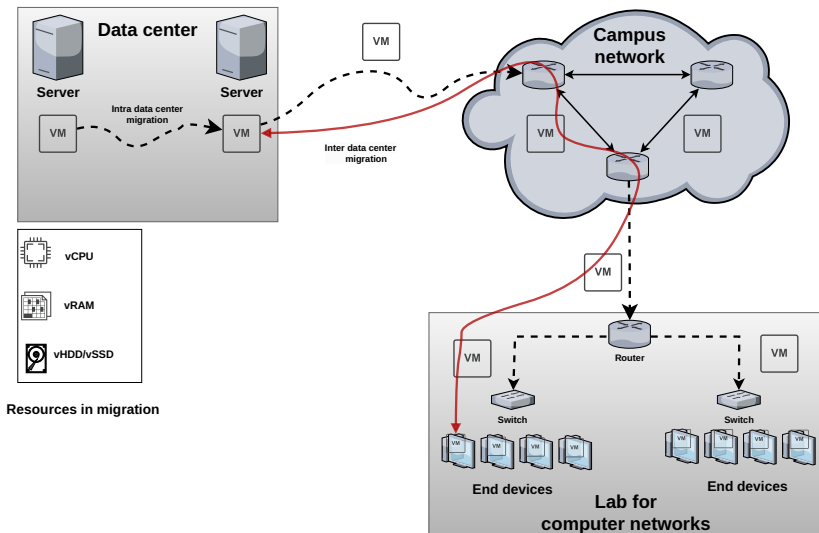 Data center
Server
Server
Intra data center
migration
VM
VM
VM
Inter data center
migration
Campus
network
VM
VM
VM
vCPU
vRAM
vHDD/vSSD
Resources in migration
Router
VM
VM
Switch
Switch
VM
VM
VM
VM
VM
VM
VM
VM
End devices
End devices
Lab for
computer networks